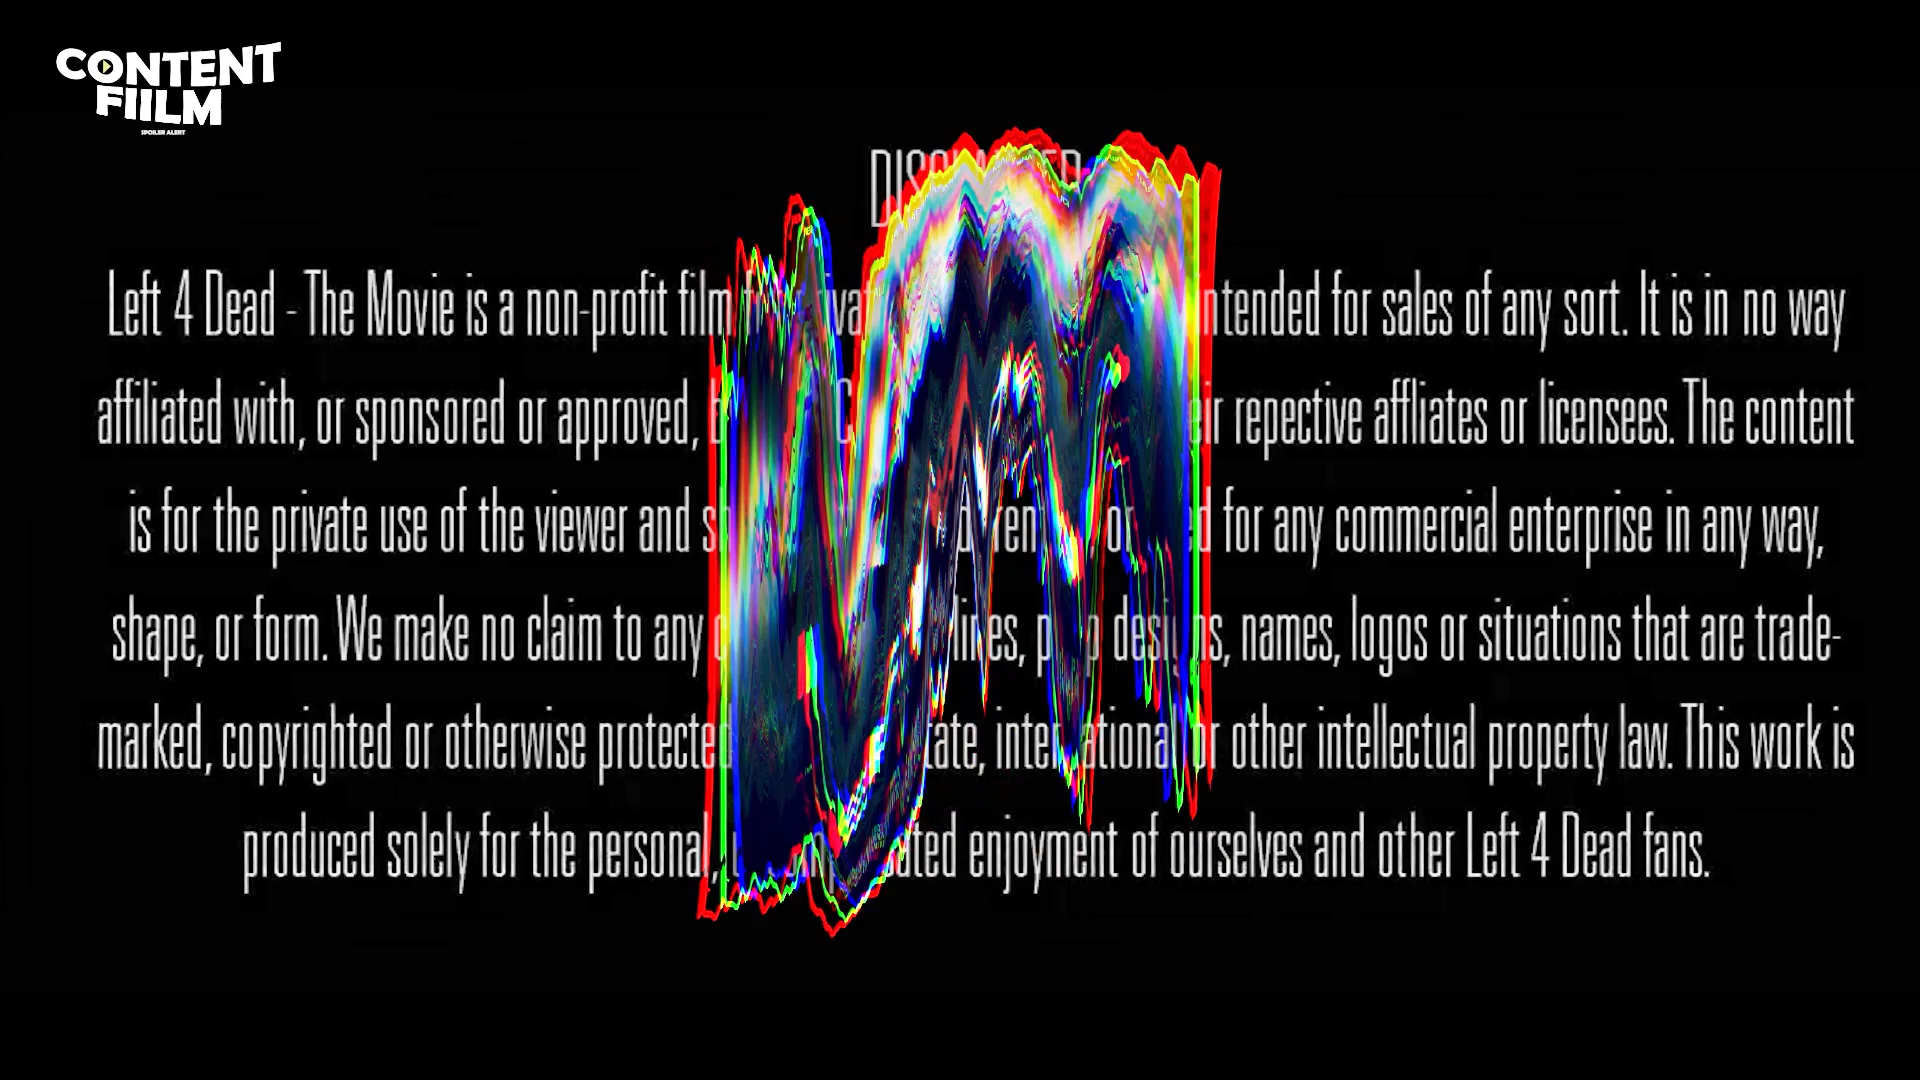 CONTENT
FIILM
SPOILER ALERT
Left 4 Dead - The Movie is a non-profit film intended for sales of any sort. It is in no way
affiliated with, or sponsored or approved, repective affliates or licensees. The content
is for the private use of the viewer and for any commercial enterprise in any way,
shape, or form. We make no claim to any names, logos or situations that are trade-
marked, copyrighted or otherwise protected or other intellectual property law. This work is
produced solely for the personal, enjoyment of ourselves and other Left 4 Dead fans.